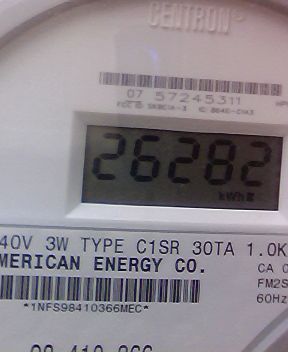 CENTRON
07 57245311
26282
kWh
40V 3W TYPE C1SR 30TA 1.0K
MERICAN ENERGY CO.
CA 0
FM2S
60Hz
*1NFS98410366MEC*